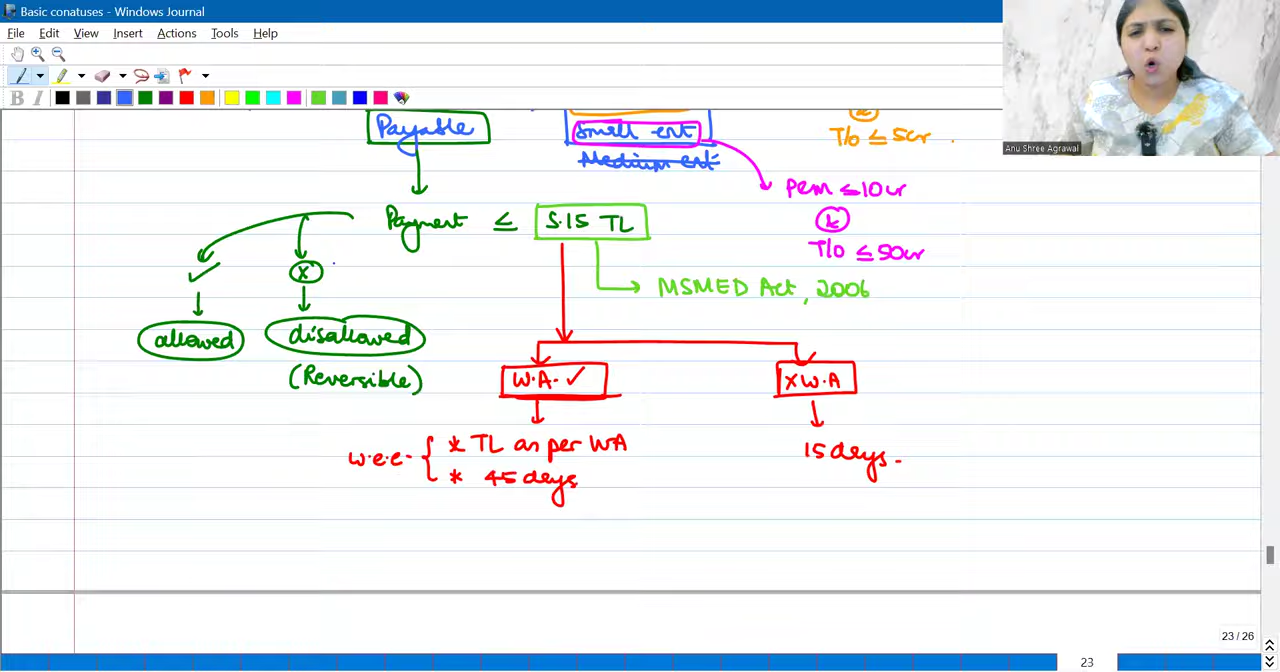 Basic conatuses - Windows Journal
File Edit View Insert Actions Tools Help
B I
Anu Shree Agrawal
Payable
Small ent
Medium ent
&
T/o ≤ 5cr.
P&M ≤ 10cr
&
T/o ≤ 50cr
Payment ≤ S.15 TL
MSMED Act, 2006
✓ X
allowed disallowed
(Reversible)
W.A. ✓ X W.A
w.e.e. * TL as per WA
* 45 days
15 days.
23 / 26
23